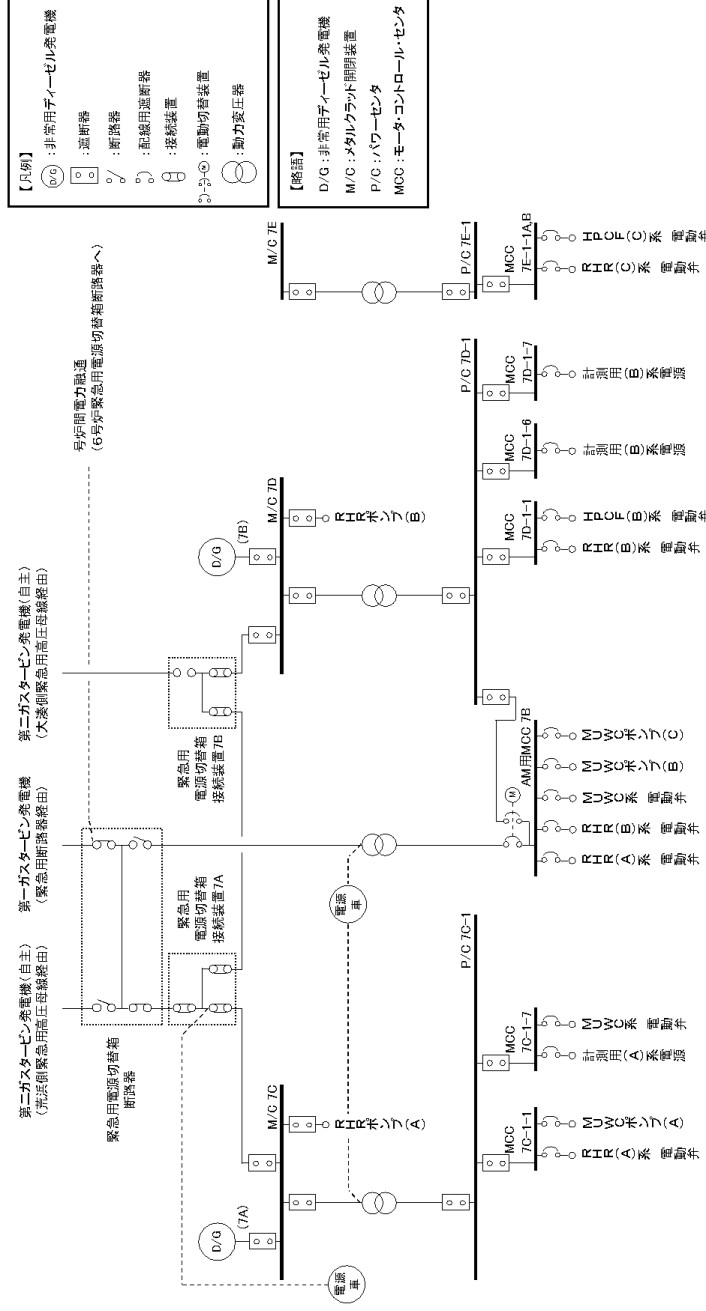 第二ガスタービン発電機(自主)
(荒浜側緊急用高圧母線経由)
第一ガスタービン発電機
(緊急用断路器経由)
第二ガスタービン発電機(自主)
(大湊側緊急用高圧母線経由)
号炉間電力融通
(6号炉緊急用電源切替箱断路器へ)
緊急用電源切替箱
断路器
緊急用
電源切替箱
接続装置7A
緊急用
電源切替箱
接続装置7B
D/G
(7A)
M/C 7C
RHRポンプ(A)
電源
車
電源
車
D/G
(7B)
M/C 7D
RHRポンプ(B)
M/C 7E
P/C 7C-1
MCC
7C-1-1
RHR(A)系 電動弁
MUWCポンプ(A)
MCC
7C-1-7
計測用(A)系電源
MUWC系 電動弁
M
AM用MCC 7B
RHR(A)系 電動弁
RHR(B)系 電動弁
MUWC系 電動弁
MUWCポンプ(B)
MUWCポンプ(C)
P/C 7D-1
MCC
7D-1-1
RHR(B)系 電動弁
HPCF(B)系 電動弁
MCC
7D-1-6
計測用(B)系電源
MCC
7D-1-7
計測用(B)系電源
P/C 7E-1
MCC
7E-1-1A,B
RHR(C)系 電動弁
HPCF(C)系 電動弁
【凡例】
D/G :非常用ディーゼル発電機
:遮断器
:断路器
:配線用遮断器
:接続装置
M :電動切替装置
:動力変圧器
【略語】
D/G :非常用ディーゼル発電機
M/C :メタルクラッド開閉装置
P/C :パワーセンタ
MCC :モータ・コントロール・センタ